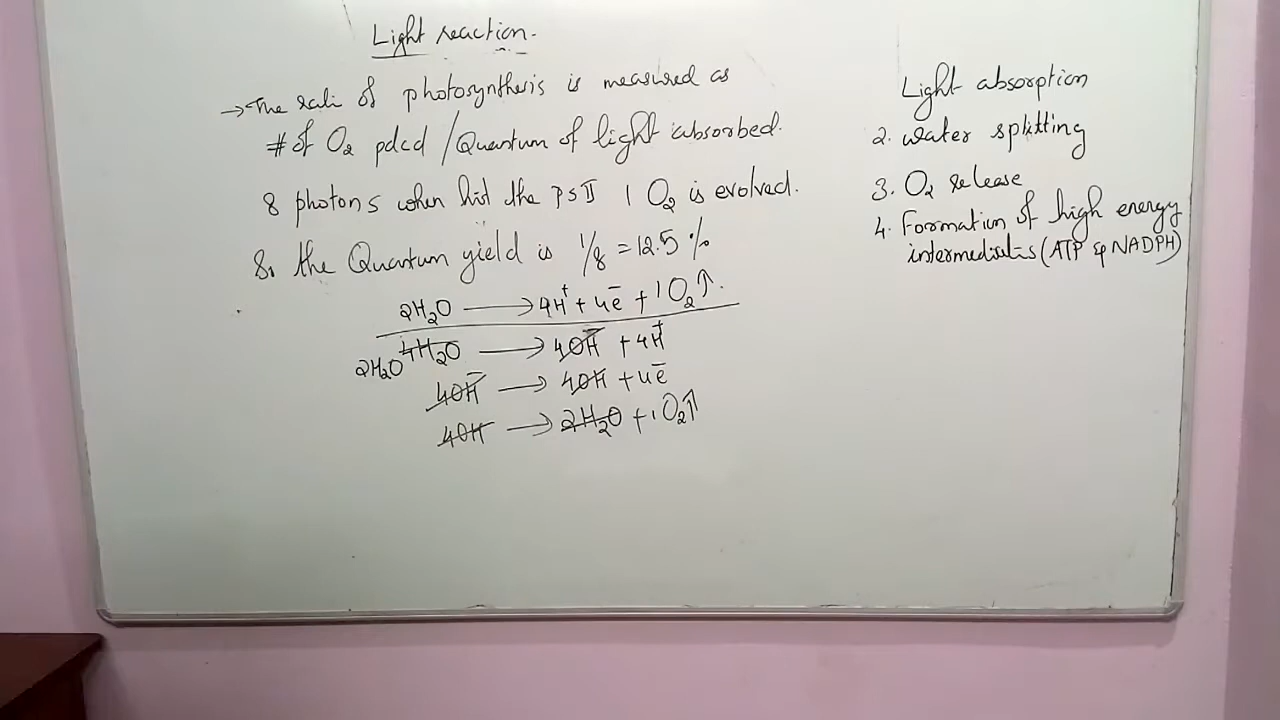 Light reaction.
→ The rate of photosynthesis is measured as
# of O₂ pdcd / Quantum of light absorbed.
8 photons when hit the PSII 1 O₂ is evolved.
So the Quantum yield is 1/8 = 12.5 %
2H₂O ⟶ 4H⁺ + 4e⁻ + 1O₂↑.
2H₂O 4H₂O ⟶ 4OH⁻ + 4H⁺
4OH⁻ ⟶ 4OH + 4e⁻
4OH ⟶ 2H₂O + 1O₂↑
Light absorption
2. water splitting
3. O₂ release
4. Formation of high energy
intermediates (ATP & NADPH)